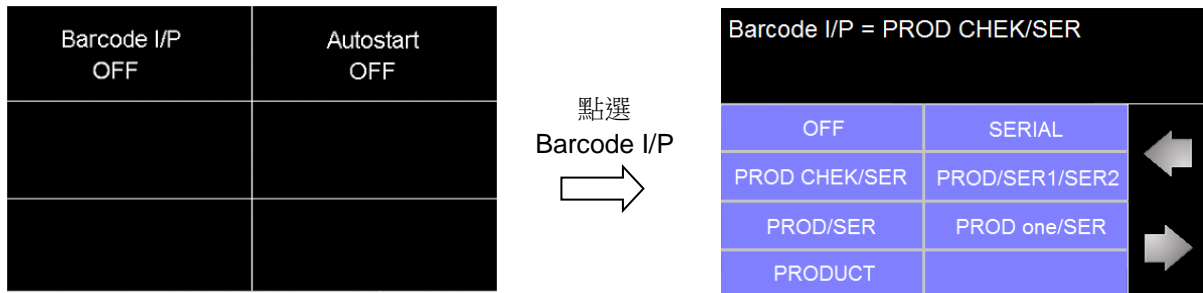 Barcode I/P
OFF
Autostart
OFF
點選
Barcode I/P
Barcode I/P = PROD CHEK/SER
OFF
SERIAL
PROD CHEK/SER
PROD/SER1/SER2
PROD/SER
PROD one/SER
PRODUCT